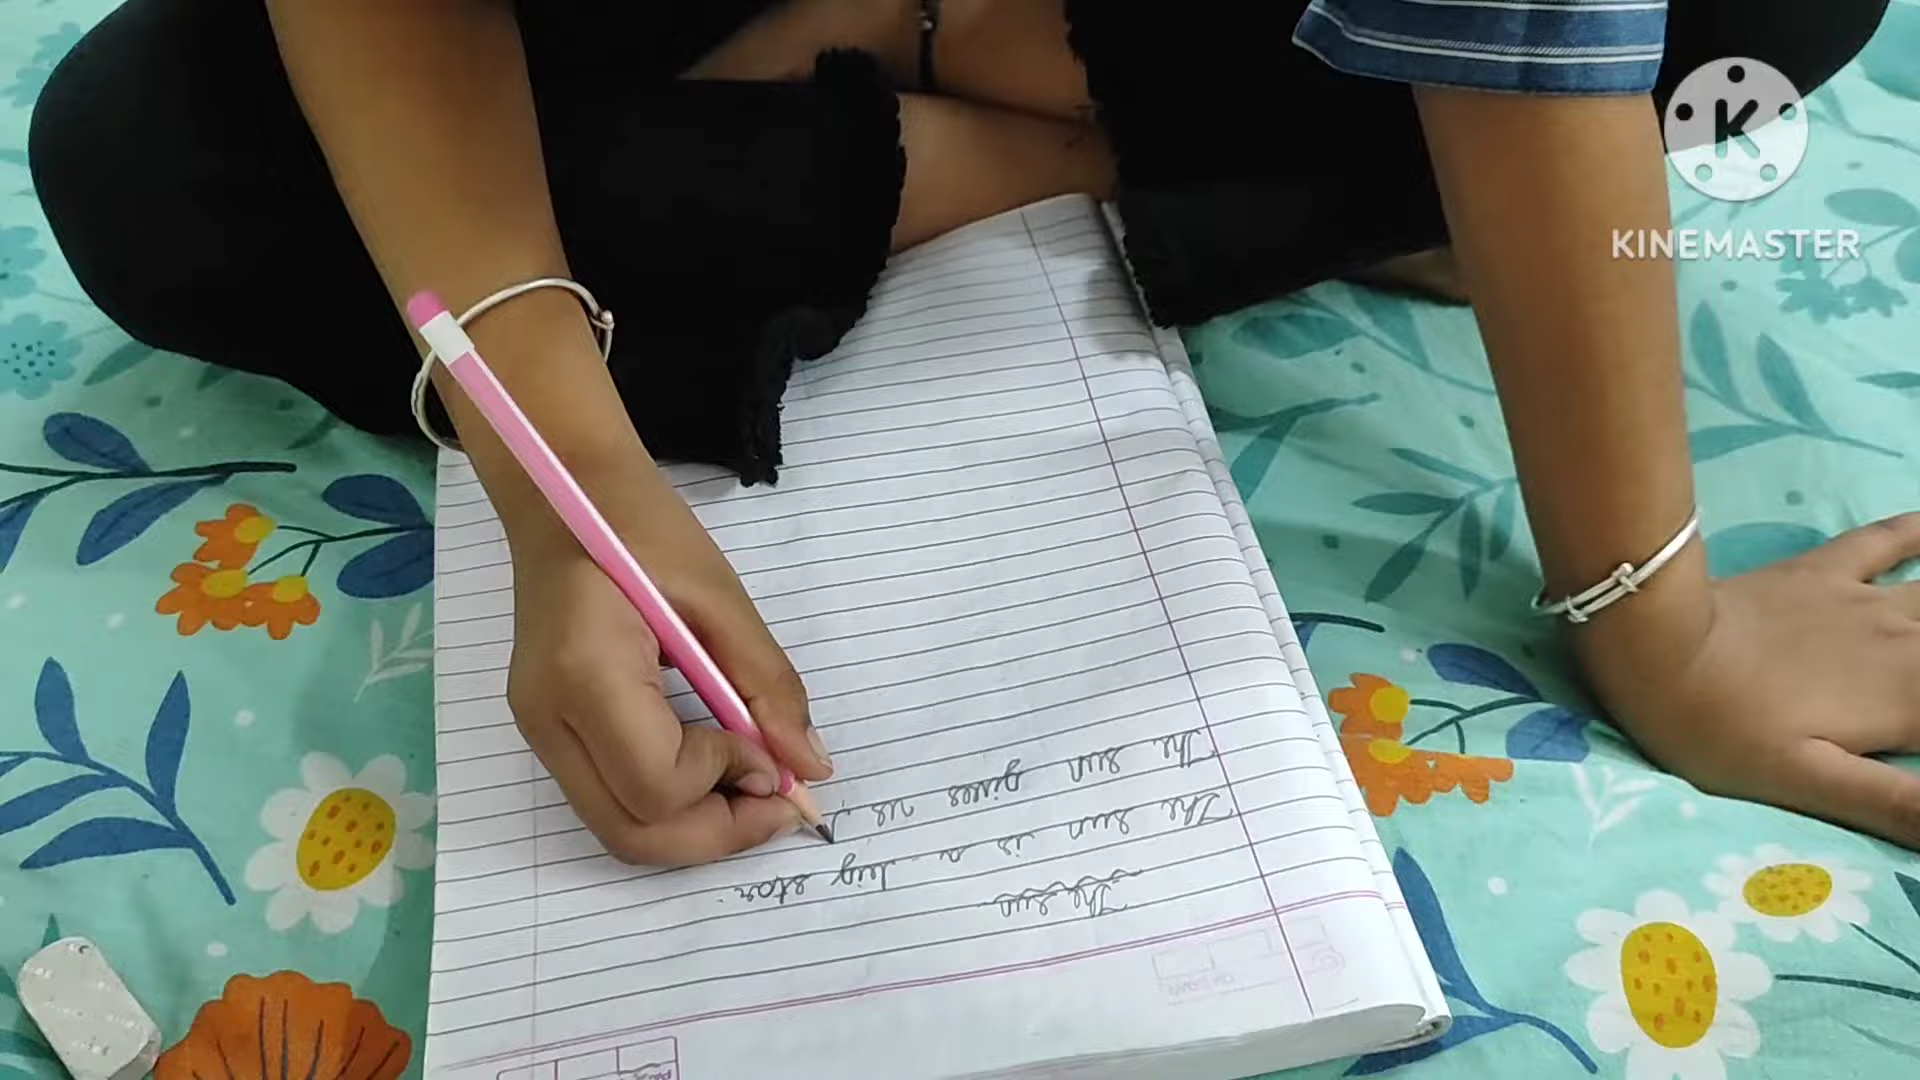 The Sun
The sun is a big star.
The sun gives us
KINEMASTER